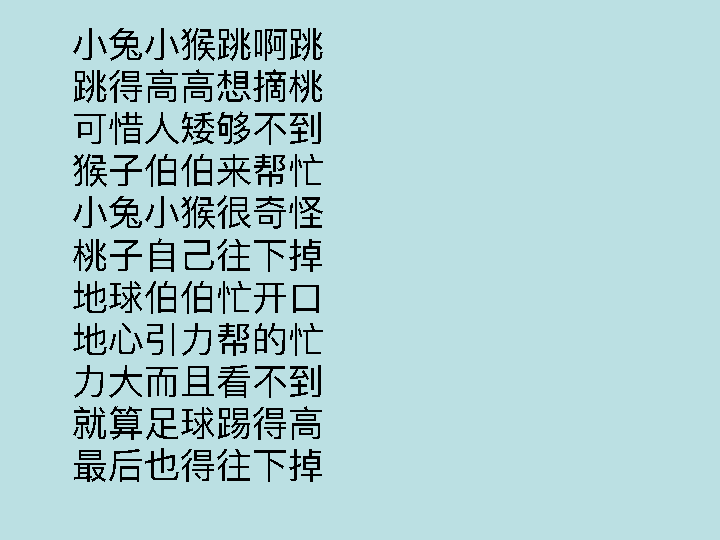 小兔小猴跳啊跳
跳得高高想摘桃
可惜人矮够不到
猴子伯伯来帮忙
小兔小猴很奇怪
桃子自己往下掉
地球伯伯忙开口
地心引力帮的忙
力大而且看不到
就算足球踢得高
最后也得往下掉